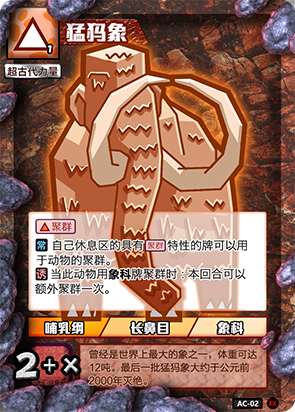 1
猛犸象
超古代力量
聚群
常 自己休息区的具有 聚群 特性的牌可以用
于动物的聚群。
诱 当此动物用象科牌聚群时：本回合可以
额外聚群一次。
哺乳纲 长鼻目 象科
2+×
曾经是世界上最大的象之一，体重可达
12吨。最后一批猛犸象大约于公元前
2000年灭绝。
AC-02 EX